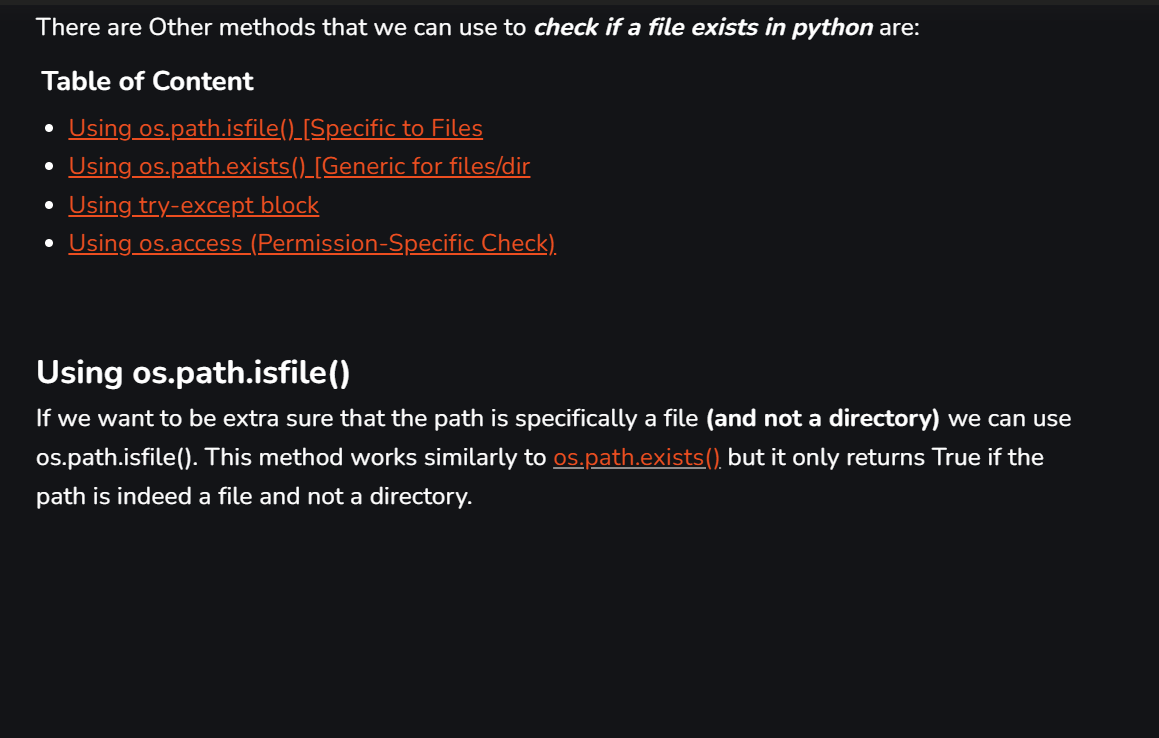 There are Other methods that we can use to check if a file exists in python are:
Table of Content
Using os.path.isfile() [Specific to Files
Using os.path.exists() [Generic for files/dir
Using try-except block
Using os.access (Permission-Specific Check)
Using os.path.isfile()
If we want to be extra sure that the path is specifically a file (and not a directory) we can use
os.path.isfile(). This method works similarly to os.path.exists() but it only returns True if the
path is indeed a file and not a directory.